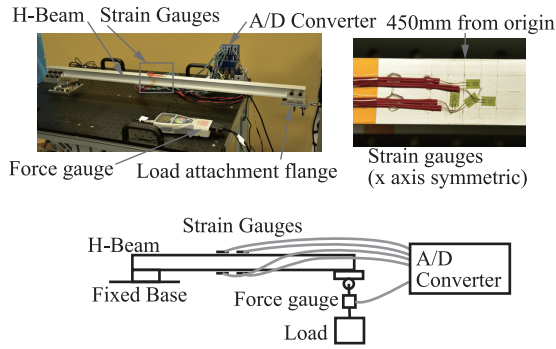 H-Beam
Strain Gauges
A/D Converter
Force gauge
Load attachment flange
450mm from origin
Strain gauges
(x axis symmetric)
Strain Gauges
H-Beam
Fixed Base
Force gauge
Load
A/D
Converter